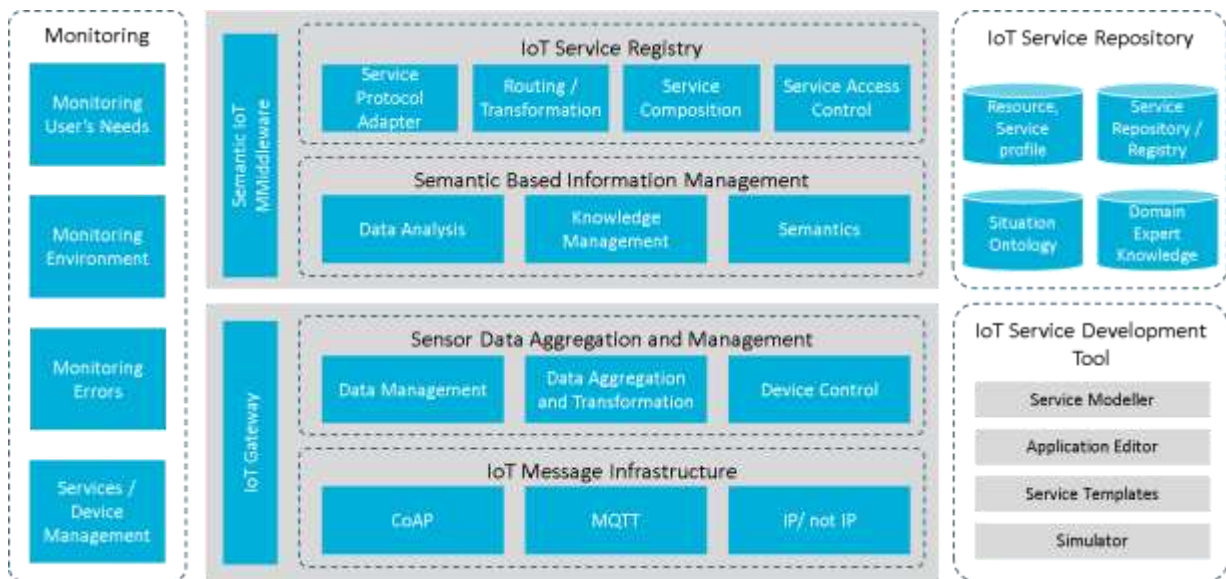 Monitoring
Monitoring
User's Needs
Monitoring
Environment
Monitoring
Errors
Services /
Device
Management
Semantic IoT
MMiddleware
IoT Service Registry
Service
Protocol
Adapter
Routing /
Transformation
Service
Composition
Service Access
Control
Semantic Based Information Management
Data Analysis
Knowledge
Management
Semantics
IoT Gateway
Sensor Data Aggregation and Management
Data Management
Data Aggregation
and Transformation
Device Control
IoT Message Infrastructure
CoAP
MQTT
IP/ not IP
IoT Service Repository
Resource,
Service
profile
Service
Repository /
Registry
Situation
Ontology
Domain
Expert
Knowledge
IoT Service Development
Tool
Service Modeller
Application Editor
Service Templates
Simulator